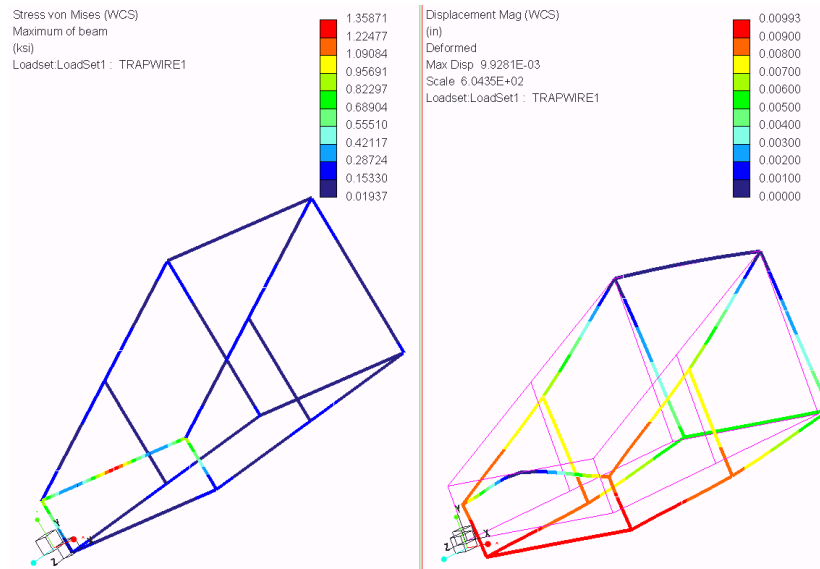 Stress von Mises (WCS)
Maximum of beam
(ksi)
Loadset:LoadSet1 : TRAPWIRE1
1.35871
1.22477
1.09084
0.95691
0.82297
0.68904
0.55510
0.42117
0.28724
0.15330
0.01937
Displacement Mag (WCS)
(in)
Deformed
Max Disp 9.9281E-03
Scale 6.0435E+02
Loadset:LoadSet1 : TRAPWIRE1
0.00993
0.00900
0.00800
0.00700
0.00600
0.00500
0.00400
0.00300
0.00200
0.00100
0.00000
Y
Z
Y
X
Z